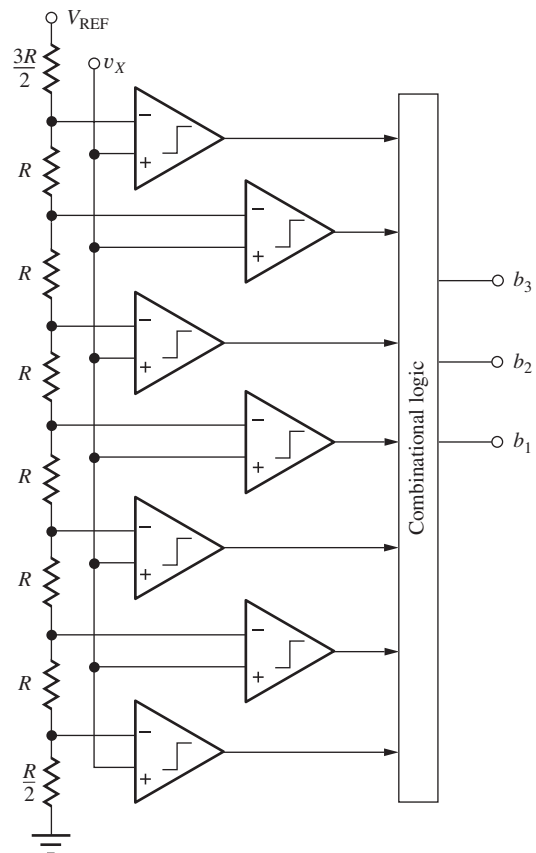 V_REF
3R/2
v_X
−
+
R
−
+
R
−
+
R
−
+
R
−
+
R
−
+
R
−
+
R/2
Combinational logic
b_3
b_2
b_1